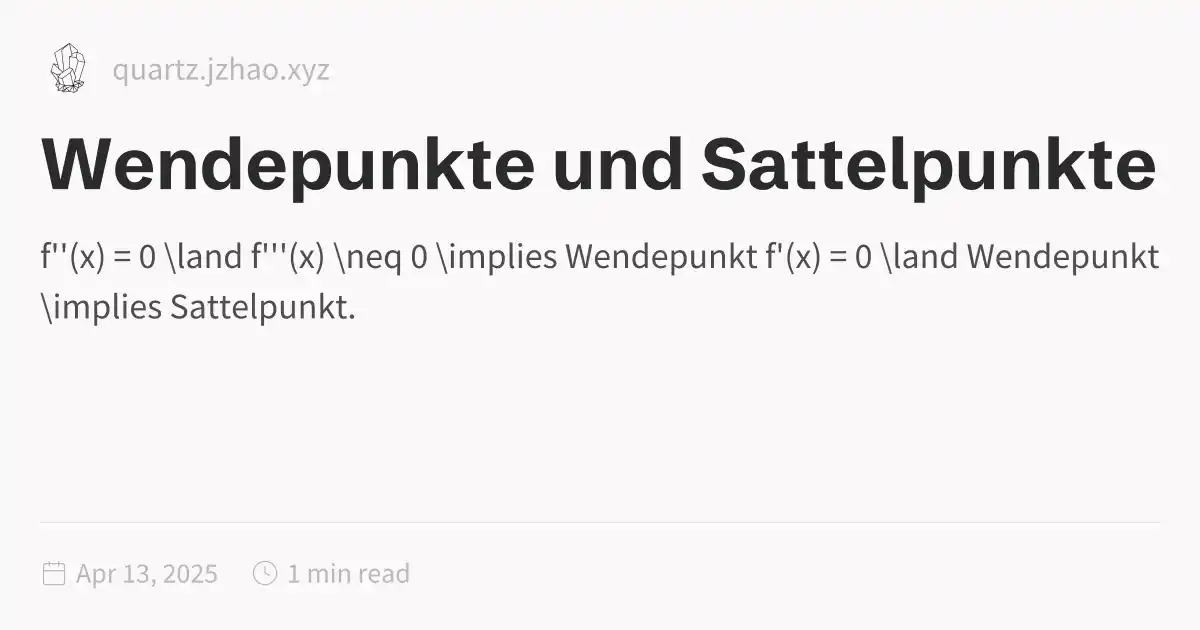 quartz.jzhao.xyz
Wendepunkte und Sattelpunkte
f''(x) = 0 \land f'''(x) \neq 0 \implies Wendepunkt f'(x) = 0 \land Wendepunkt
\implies Sattelpunkt.
Apr 13, 2025 1 min read